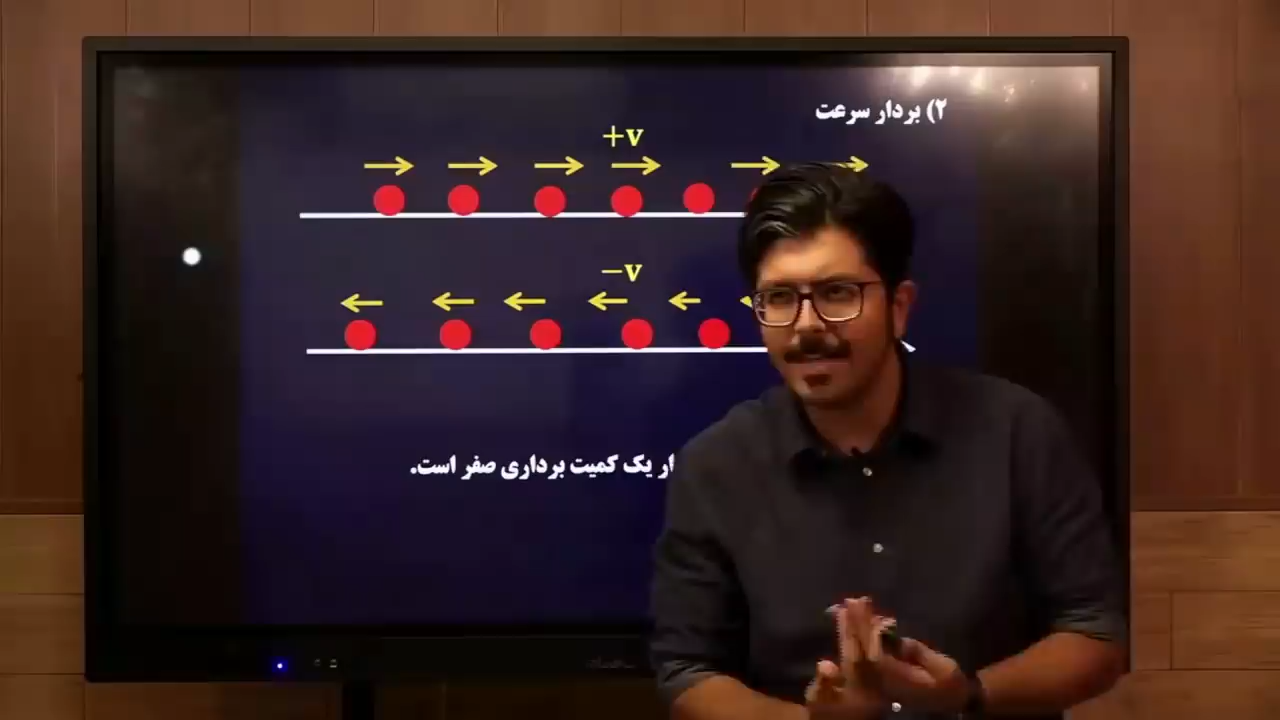 ۲) بردار سرعت
+v
−v
ار یک کمیت برداری صفر است.